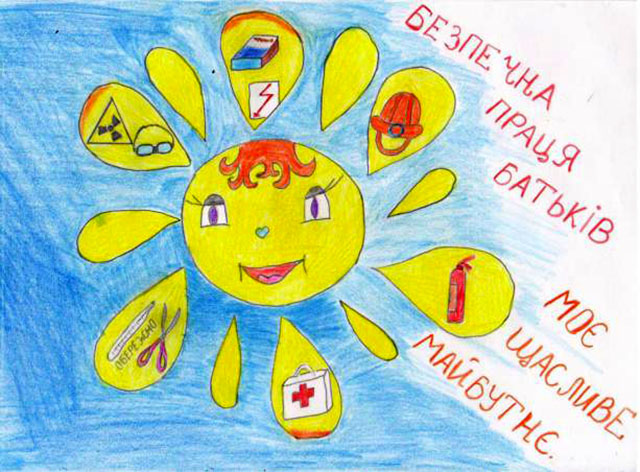 БЕЗПЕЧНА
ПРАЦЯ
БАТЬКІВ
МОЄ
ЩАСЛИВЕ
МАЙБУТНЄ.
ОБЕРЕЖНО